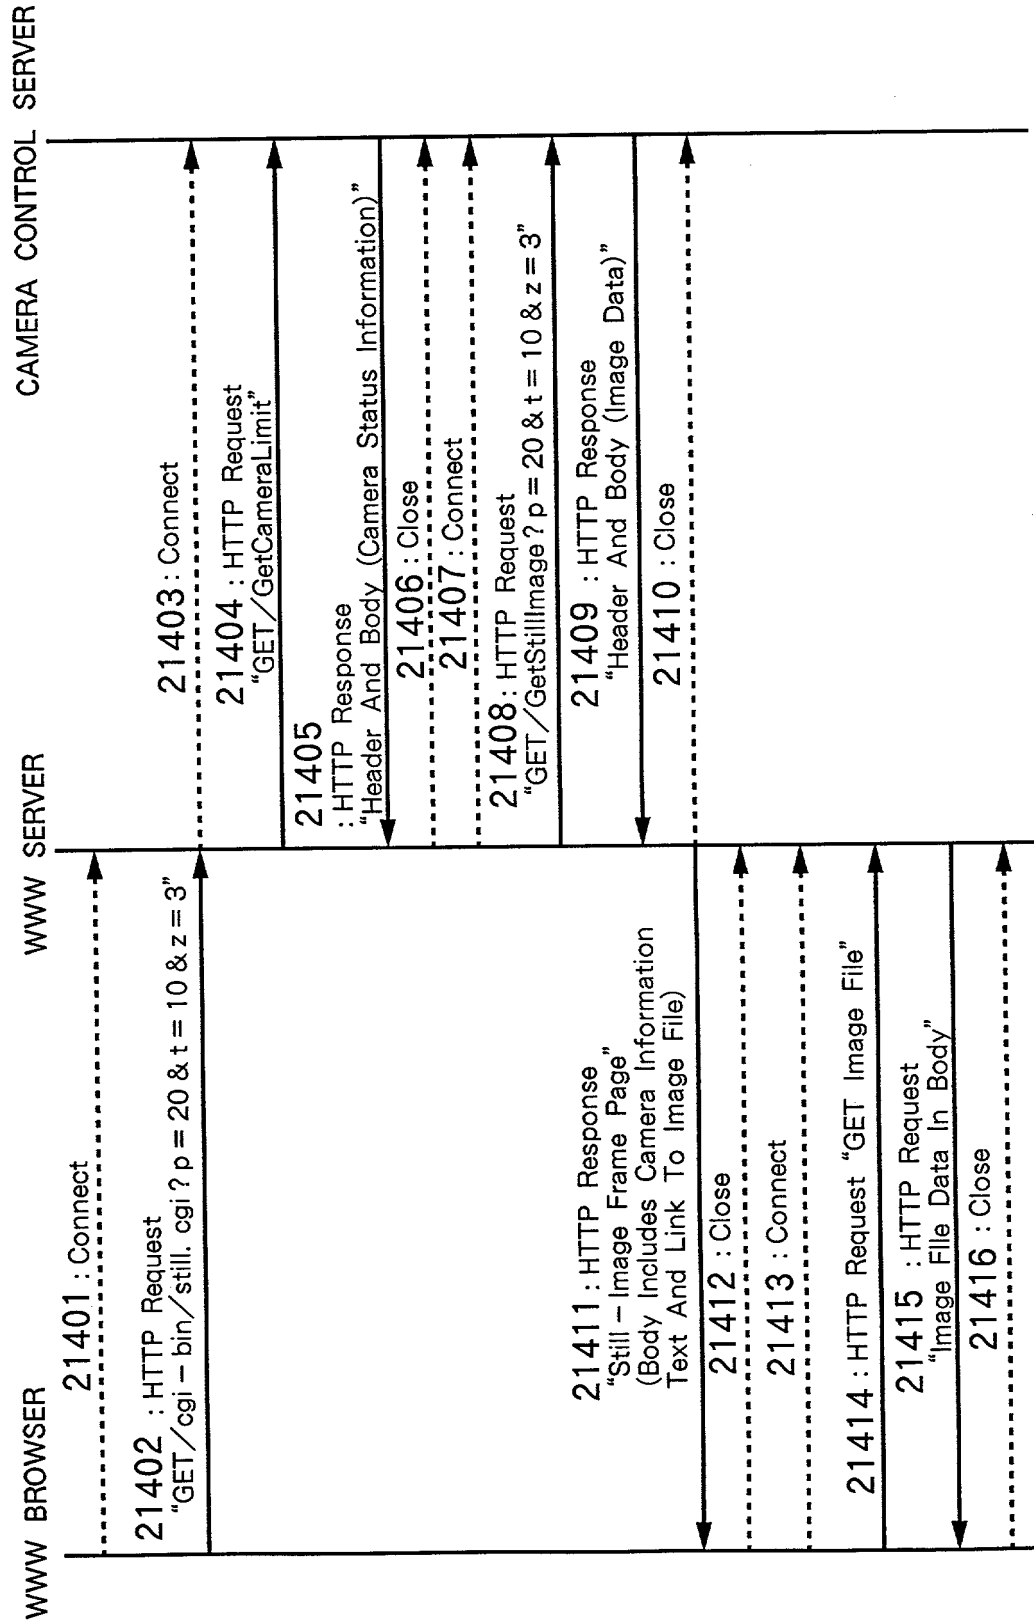 WWW BROWSER
WWW SERVER
CAMERA CONTROL SERVER
21401 : Connect
21402 : HTTP Request
“GET/cgi－bin/still. cgi? p = 20 & t = 10 & z = 3”
21403 : Connect
21404 : HTTP Request
“GET/GetCameraLimit”
21405
: HTTP Response
“Header And Body (Camera Status Information)”
21406 : Close
21407 : Connect
21408 : HTTP Request
“GET/GetStillImage? p = 20 & t = 10 & z = 3”
21409 : HTTP Response
“Header And Body (Image Data)”
21410 : Close
21411 : HTTP Response
“Still－Image Frame Page”
(Body Includes Camera Information
Text And Link To Image File)
21412 : Close
21413 : Connect
21414 : HTTP Request “GET Image File”
21415 : HTTP Request
“Image FIle Data In Body”
21416 : Close